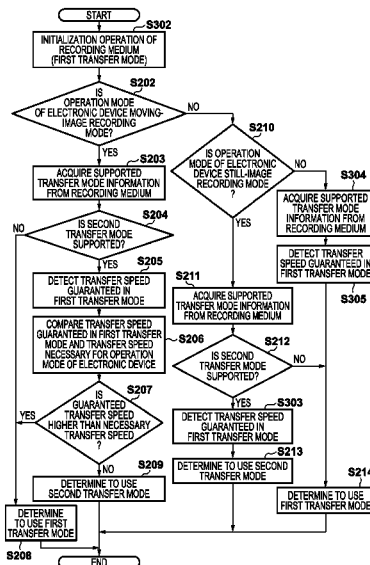 START
S302
INITIALIZATION OPERATION OF
RECORDING MEDIUM
(FIRST TRANSFER MODE)
S202
IS
OPERATION MODE
OF ELECTRONIC DEVICE MOVING-
IMAGE RECORDING
MODE?
NO
YES
S203
ACQUIRE SUPPORTED
TRANSFER MODE INFORMATION
FROM RECORDING MEDIUM
S204
IS SECOND
TRANSFER MODE
SUPPORTED?
NO
YES
S205
DETECT TRANSFER SPEED
GUARANTEED IN
FIRST TRANSFER MODE
COMPARE TRANSFER SPEED
GUARANTEED IN FIRST TRANSFER
MODE AND TRANSFER SPEED
NECESSARY FOR OPERATION
MODE OF ELECTRONIC DEVICE
S206
S207
IS
GUARANTEED
TRANSFER SPEED
HIGHER THAN NECESSARY
TRANSFER SPEED?
YES
NO
S209
DETERMINE TO USE
SECOND TRANSFER MODE
DETERMINE
TO USE FIRST
TRANSFER MODE
S208
END
S210
IS OPERATION
MODE OF ELECTRONIC
DEVICE STILL-IMAGE
RECORDING MODE
?
NO
YES
S304
ACQUIRE SUPPORTED
TRANSFER MODE
INFORMATION FROM
RECORDING MEDIUM
DETECT TRANSFER
SPEED GUARANTEED IN
FIRST TRANSFER MODE
S305
S211
ACQUIRE SUPPORTED
TRANSFER MODE INFORMATION
FROM RECORDING MEDIUM
S212
IS SECOND
TRANSFER MODE
SUPPORTED?
NO
YES
S303
DETECT TRANSFER SPEED
GUARANTEED IN
FIRST TRANSFER MODE
S213
DETERMINE TO USE SECOND
TRANSFER MODE
S214
DETERMINE TO USE
FIRST TRANSFER MODE